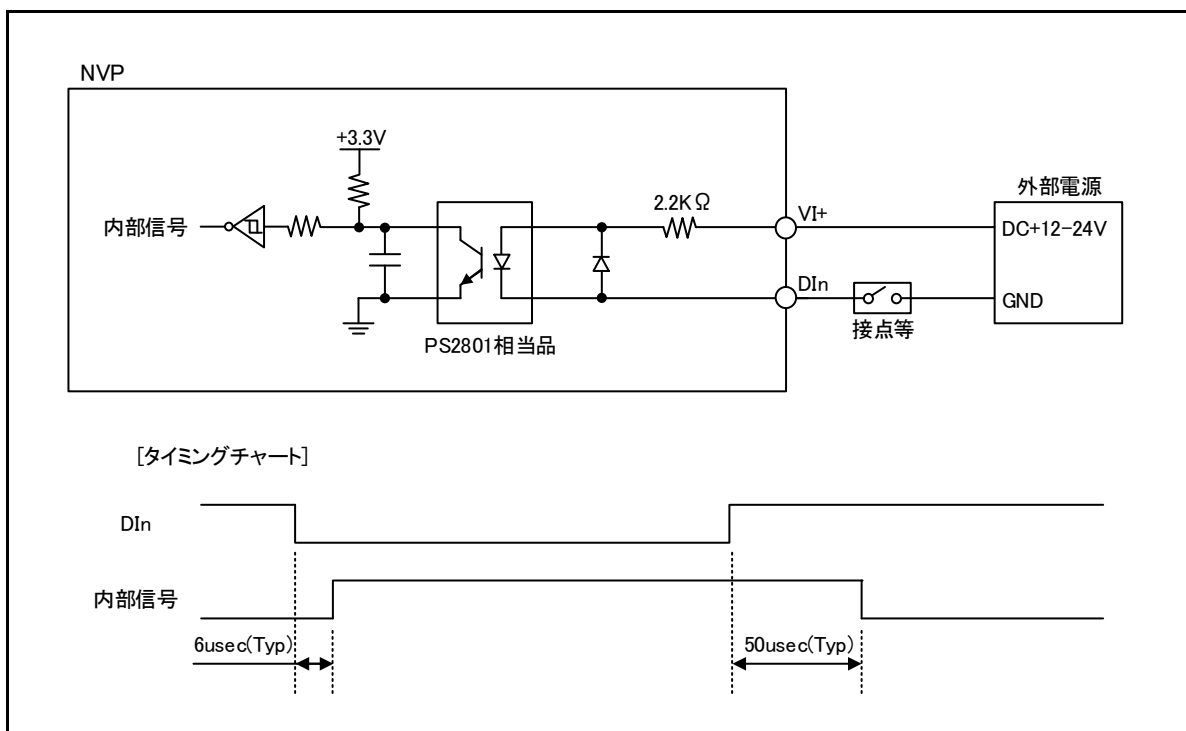 NVP
+3.3V
内部信号
2.2KΩ
VI+
外部電源
DC+12-24V
DIn
GND
接点等
PS2801相当品
[タイミングチャート]
DIn
内部信号
6usec(Typ)
50usec(Typ)